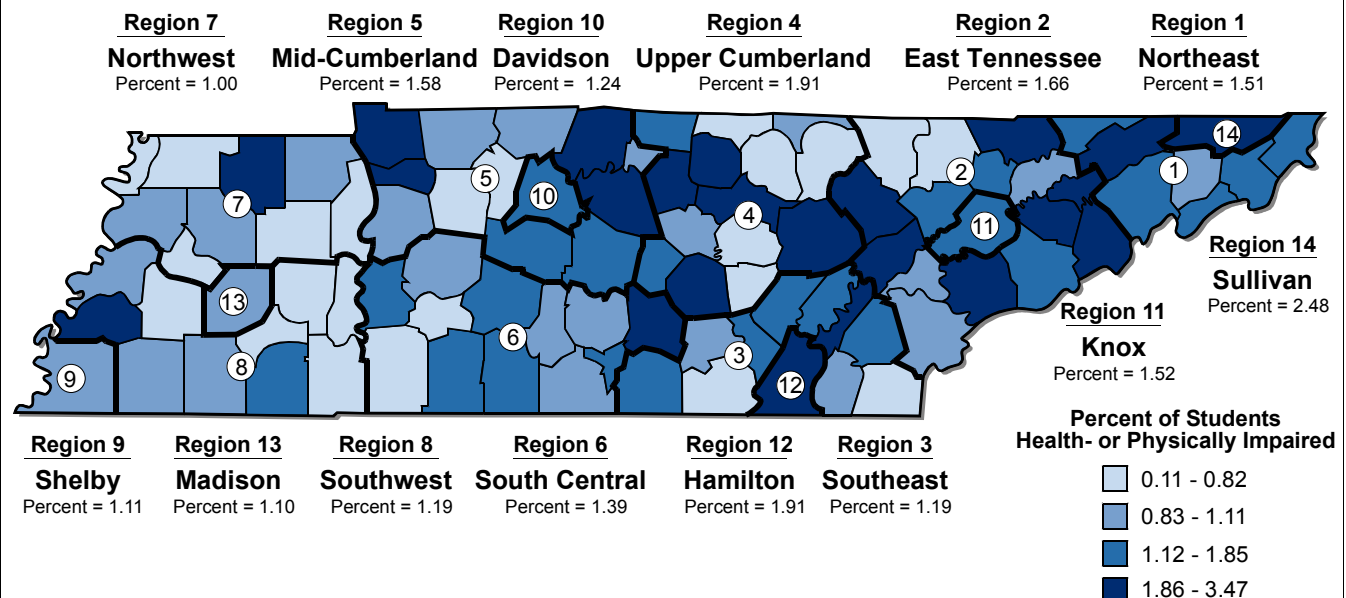 Region 7
Northwest
Percent = 1.00
Region 5
Mid-Cumberland
Percent = 1.58
Region 10
Davidson
Percent = 1.24
Region 4
Upper Cumberland
Percent = 1.91
Region 2
East Tennessee
Percent = 1.66
Region 1
Northeast
Percent = 1.51
14
1
2
5
10
7
4
11
13
6
3
8
9
12
Region 14
Sullivan
Percent = 2.48
Region 11
Knox
Percent = 1.52
Region 9
Shelby
Percent = 1.11
Region 13
Madison
Percent = 1.10
Region 8
Southwest
Percent = 1.19
Region 6
South Central
Percent = 1.39
Region 12
Hamilton
Percent = 1.91
Region 3
Southeast
Percent = 1.19
Percent of Students
Health- or Physically Impaired
0.11 - 0.82
0.83 - 1.11
1.12 - 1.85
1.86 - 3.47